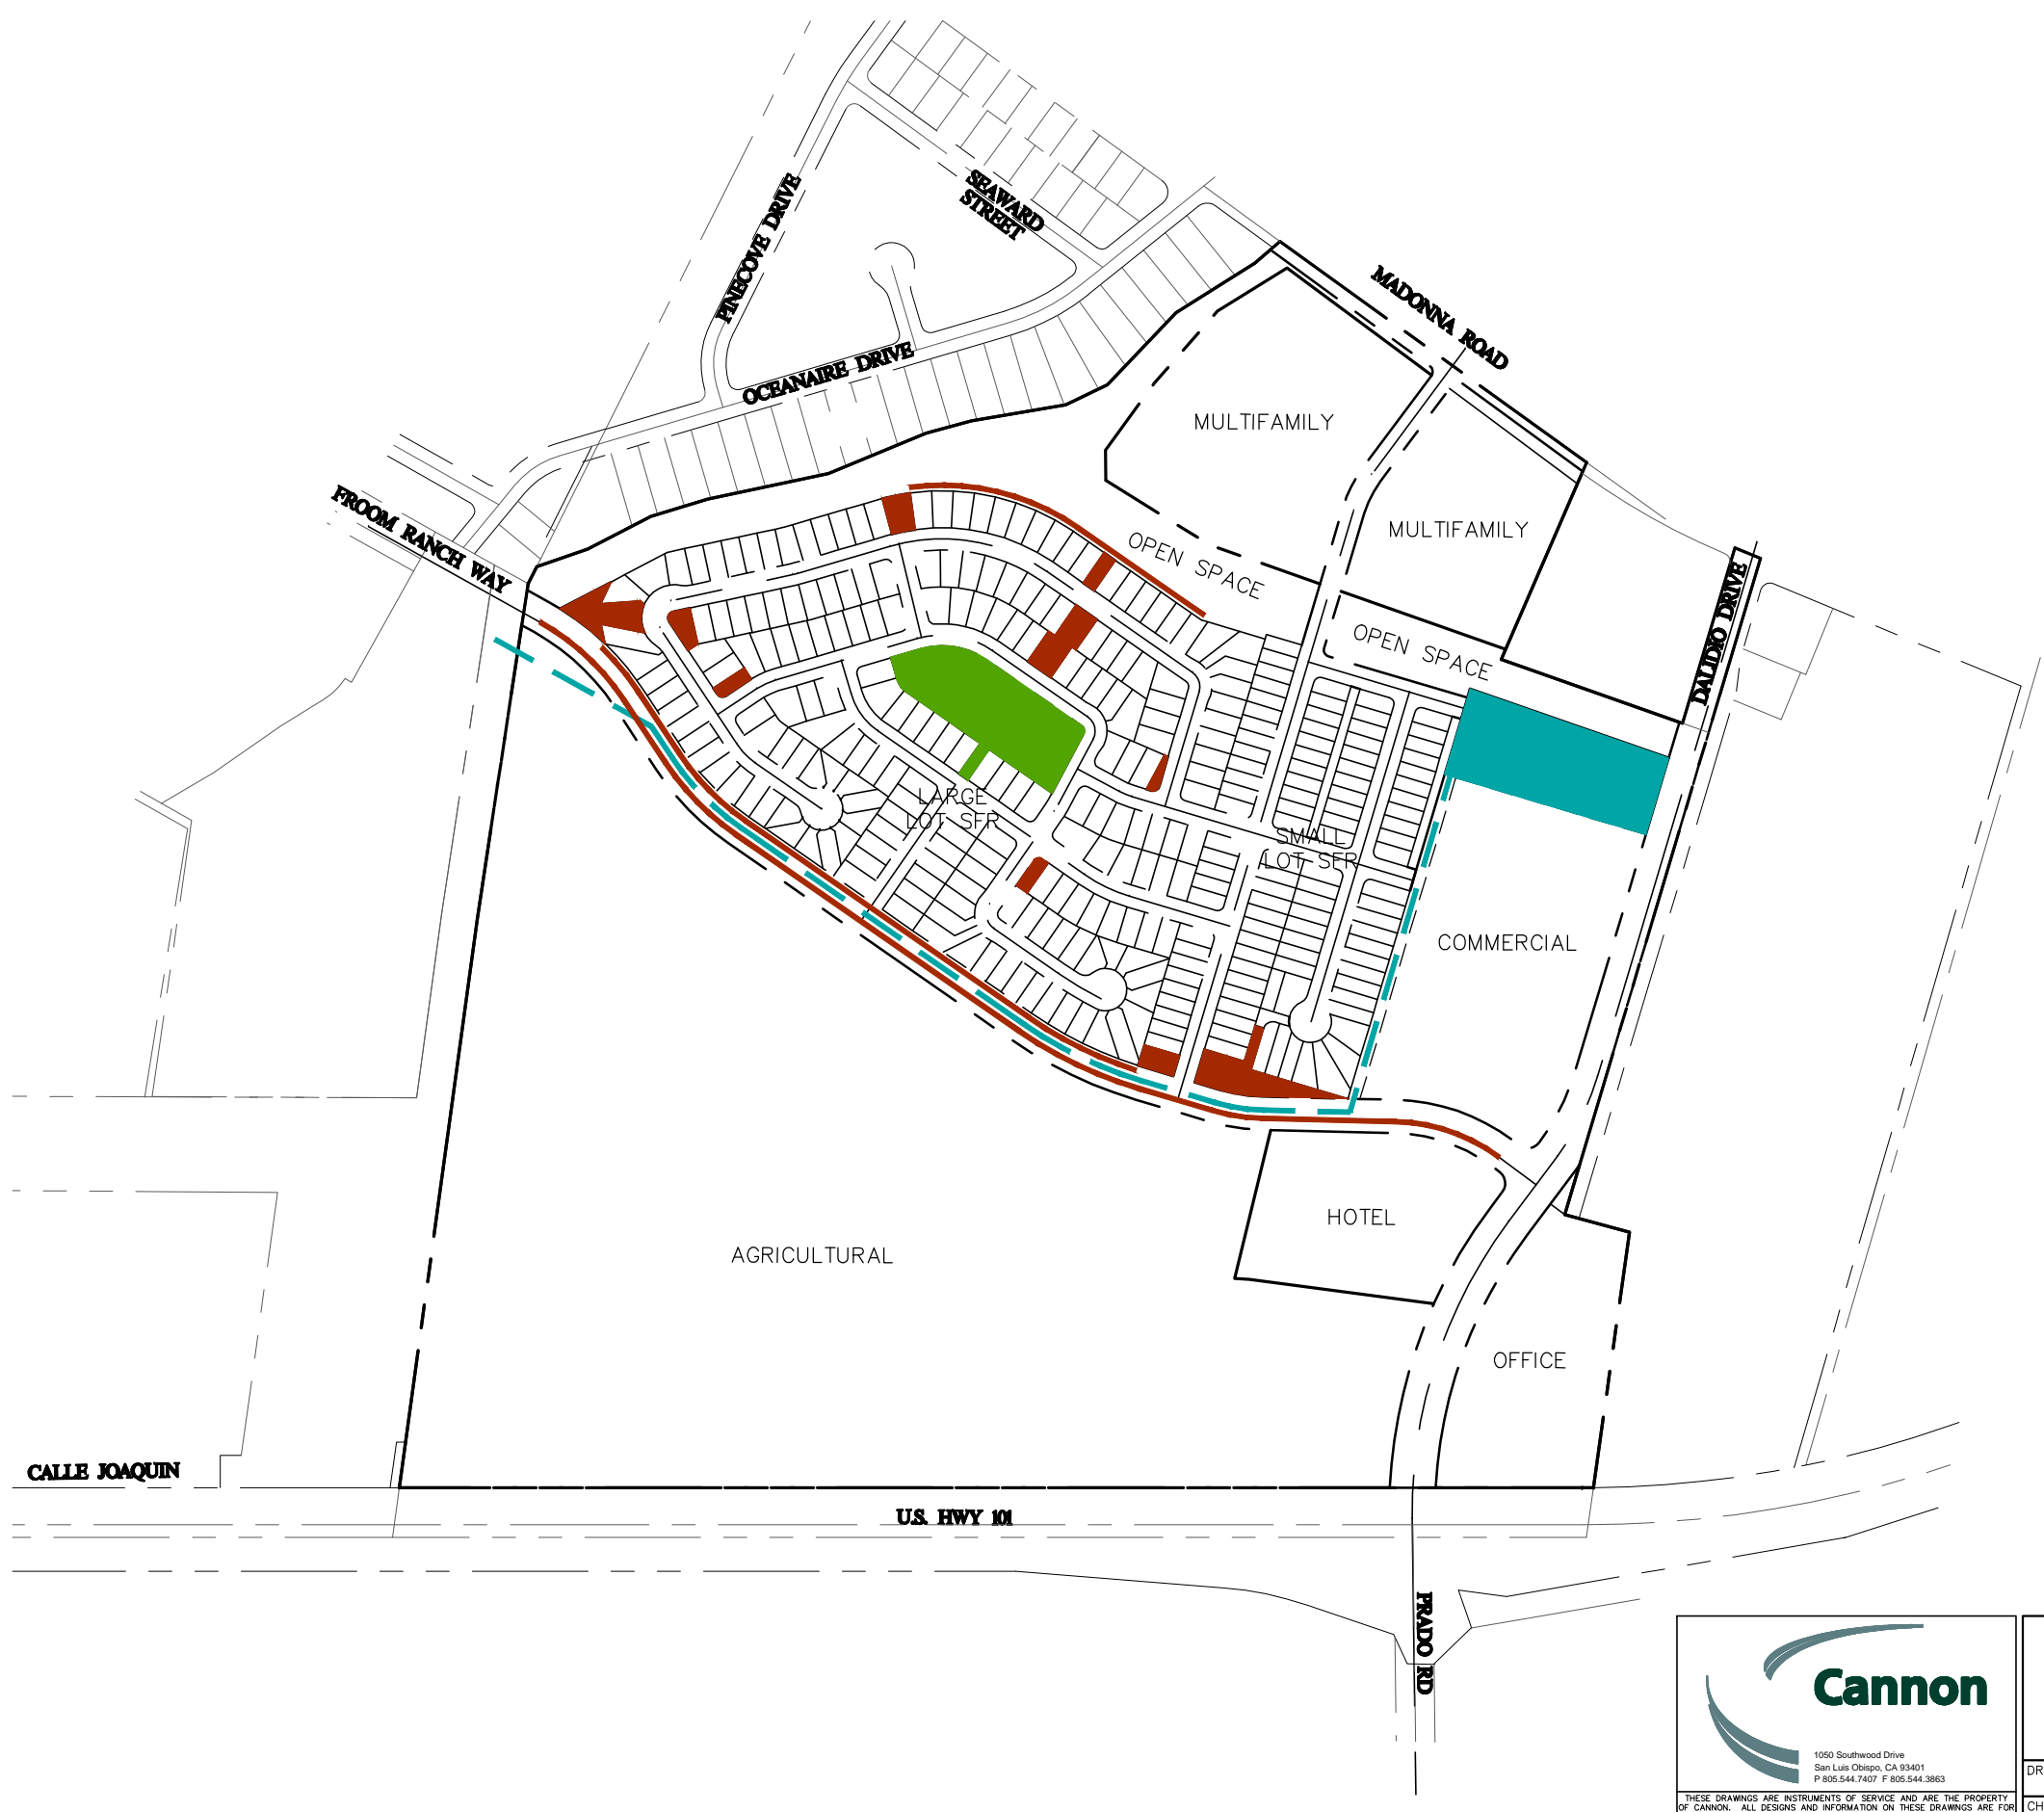 SEAWARD
STREET
PINECOVE DRIVE
MADONNA ROAD
OCEANAIRE DRIVE
MULTIFAMILY
FROOM RANCH WAY
MULTIFAMILY
OPEN SPACE
DALIDIO DRIVE
OPEN SPACE
LARGE
LOT SFR
SMALL
LOT SFR
COMMERCIAL
HOTEL
AGRICULTURAL
OFFICE
CALLE JOAQUIN
U.S. HWY 101
PRADO RD
Cannon
1050 Southwood Drive
San Luis Obispo, CA 93401
P 805.544.7407 F 805.544.3863
DR
THESE DRAWINGS ARE INSTRUMENTS OF SERVICE AND ARE THE PROPERTY
OF CANNON. ALL DESIGNS AND INFORMATION ON THESE DRAWINGS ARE FOR
CH